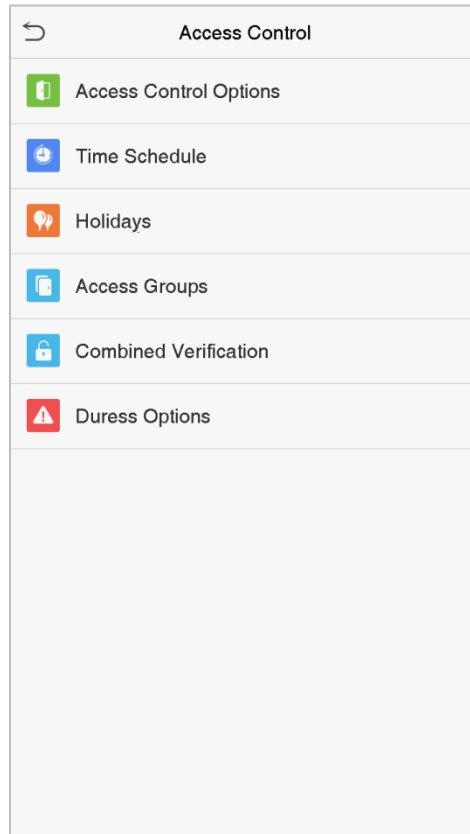 Access Control
Access Control Options
Time Schedule
Holidays
Access Groups
Combined Verification
Duress Options